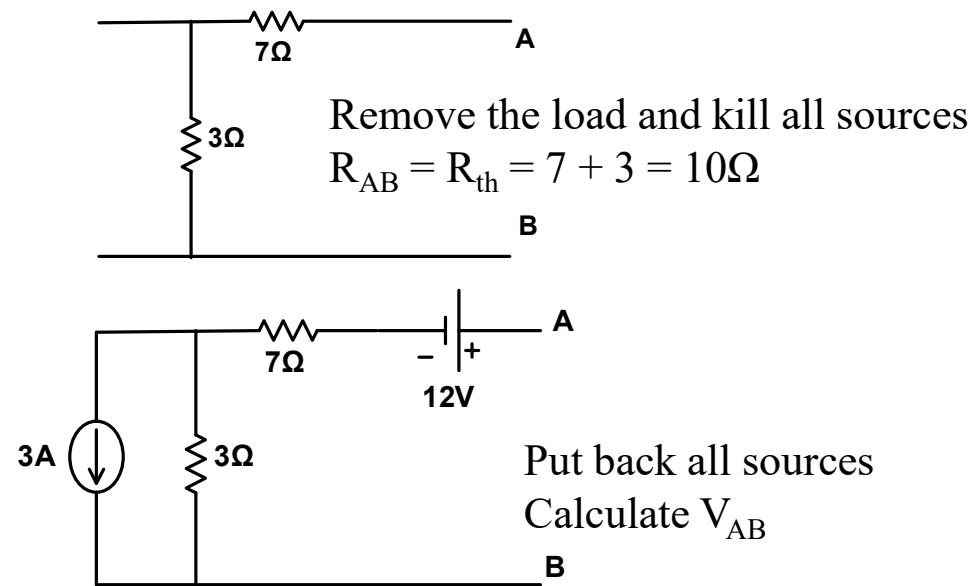 7Ω
A
3Ω
Remove the load and kill all sources
R_AB = R_th = 7 + 3 = 10Ω
B
7Ω
– +
12V
A
3A
3Ω
Put back all sources
Calculate V_AB
B